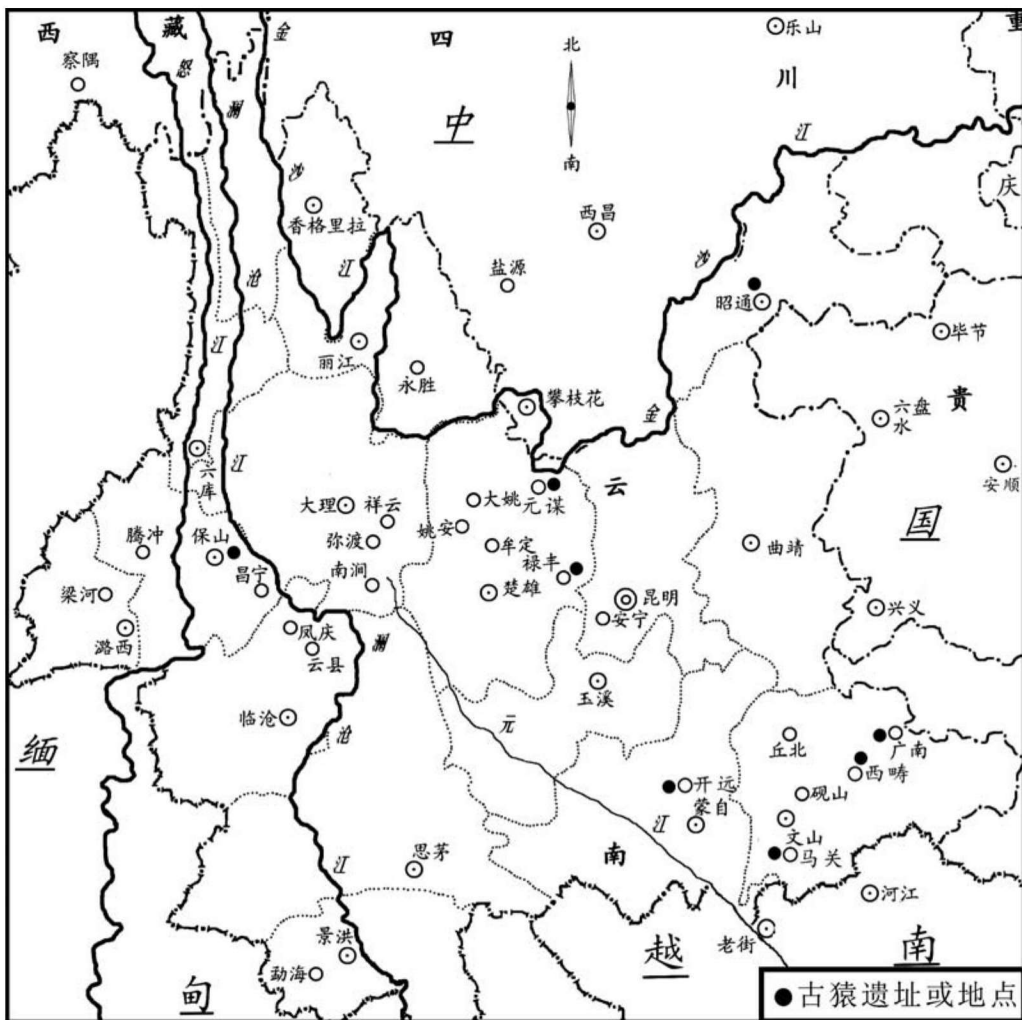 西
藏
金
四
乐山
重
察隅
怒
澜
北
川
中
江
南
沙
庆
香格里拉
西昌
沧
江
盐源
沙
昭通
江
丽江
毕节
永胜
攀枝花
金
贵
六盘
水
江
六
库
安顺
大理
祥云
大姚
元谋
云
国
姚安
保山
腾冲
弥渡
牟定
曲靖
昌宁
南涧
禄丰
梁河
楚雄
昆明
兴义
安宁
潞西
凤庆
澜
云县
玉溪
临沧
沧
元
缅
丘北
广南
西畴
开远
砚山
蒙自
江
文山
马关
思茅
南
江
河江
景洪
老街
越
南
勐海
甸
古猿遗址或地点